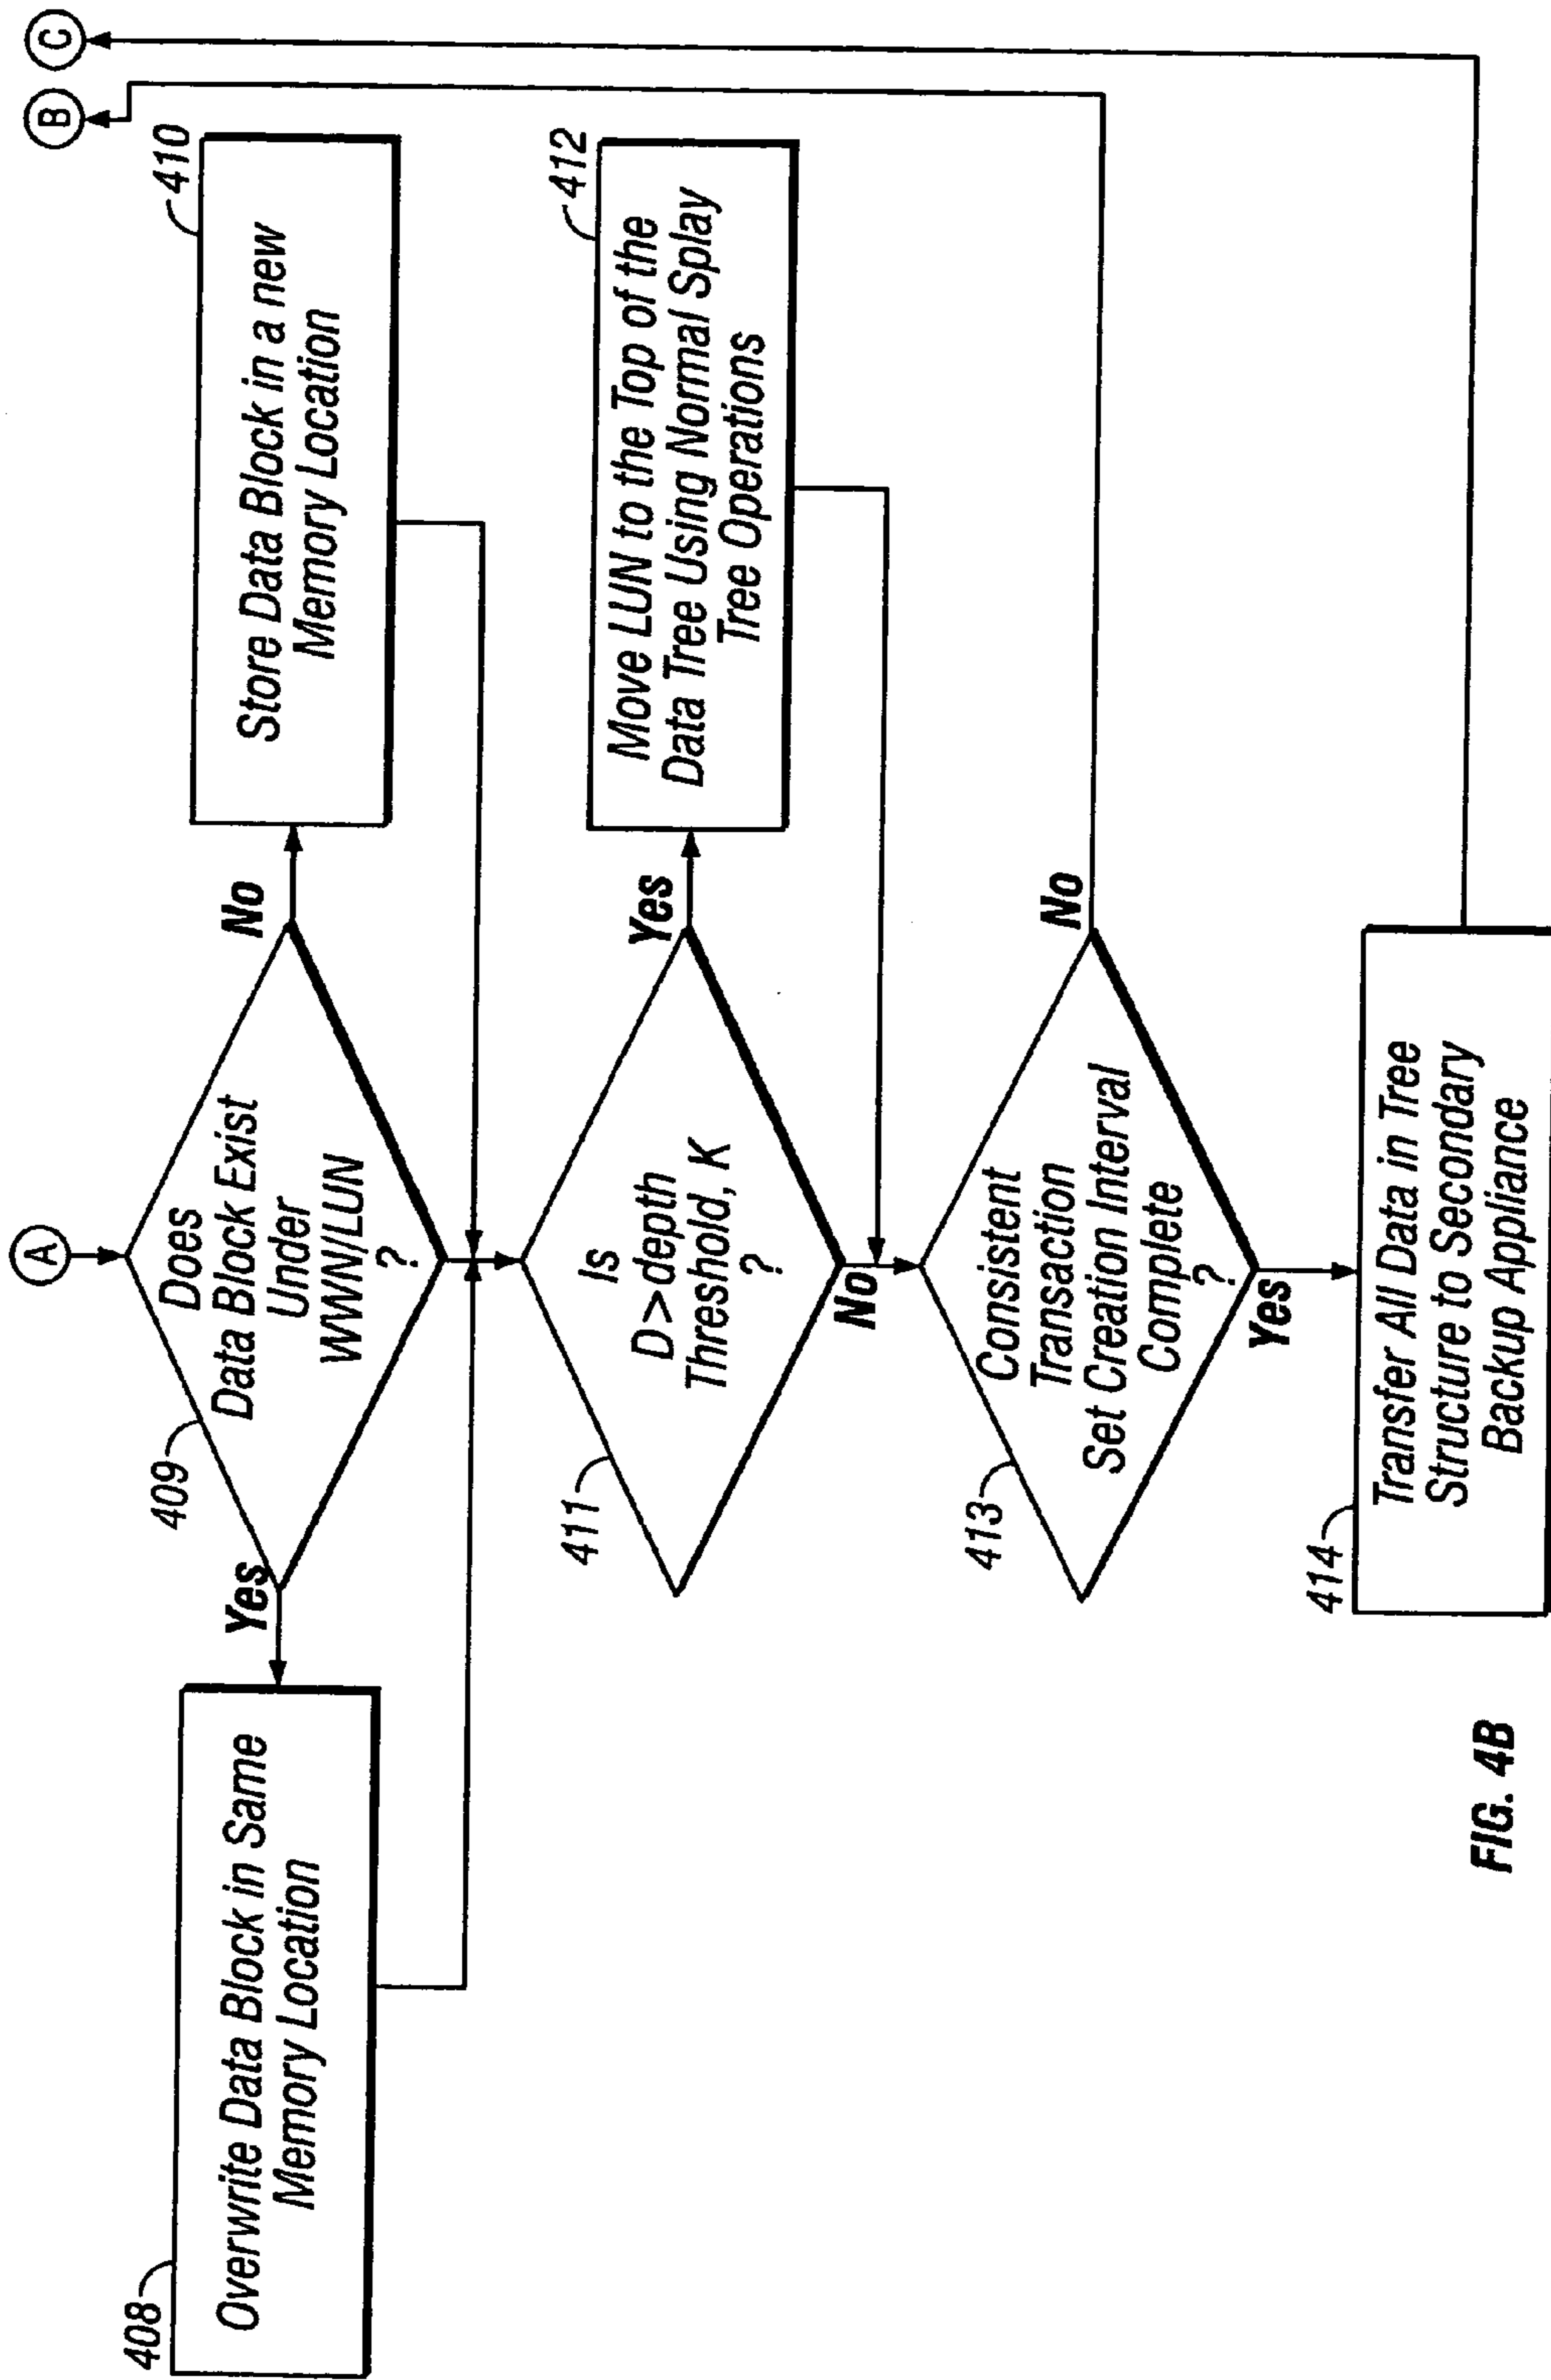 A
B
C
409
Does
Data Block Exist
Under
WWN/LUN
?
Yes
No
408
Overwrite Data Block in Same
Memory Location
410
Store Data Block in a new
Memory Location
411
Is
D>depth
Threshold, K
?
Yes
No
412
Move LUN to the Top of the
Data Tree Using Normal Splay
Tree Operations
413
Consistent
Transaction
Set Creation Interval
Complete
?
No
Yes
414
Transfer All Data in Tree
Structure to Secondary
Backup Appliance
FIG. 4B